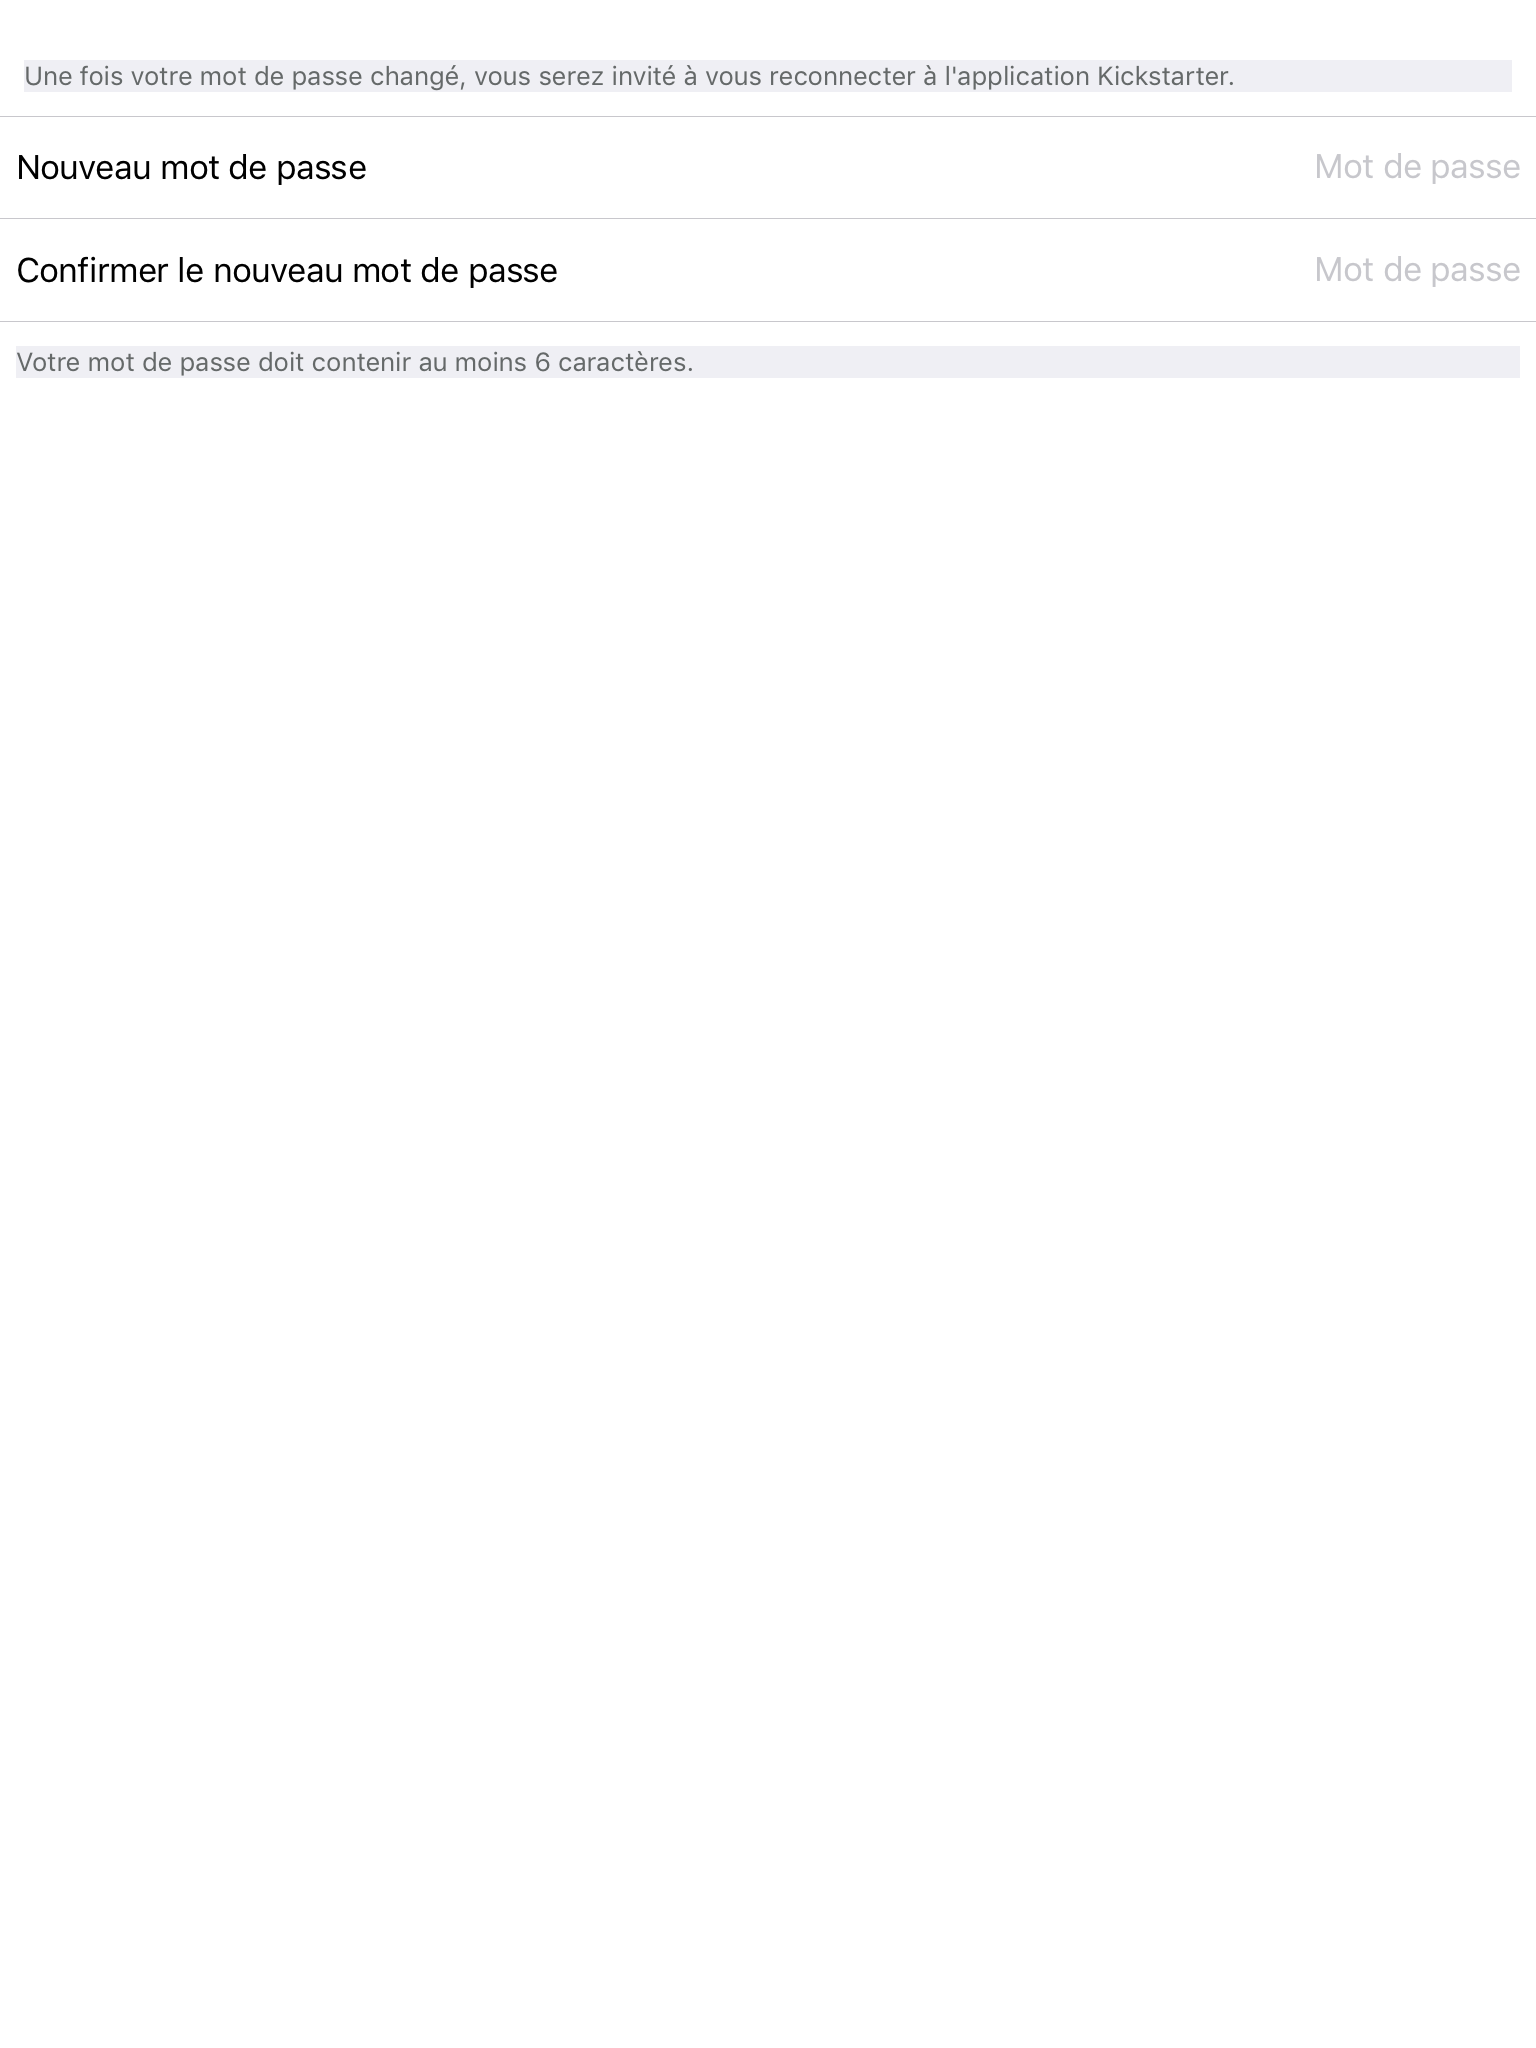 Une fois votre mot de passe changé, vous serez invité à vous reconnecter à l'application Kickstarter.
Nouveau mot de passe Mot de passe
Confirmer le nouveau mot de passe Mot de passe
Votre mot de passe doit contenir au moins 6 caractères.